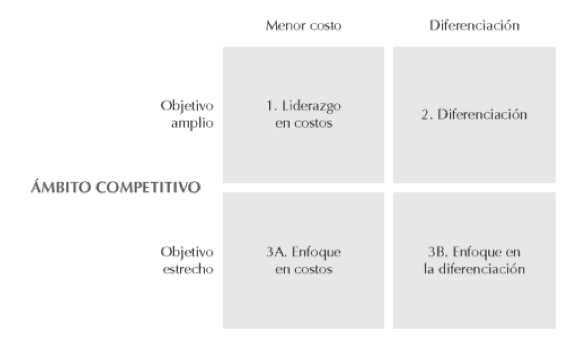 Menor costo
Diferenciación
Objetivo
amplio
1. Liderazgo
en costos
2. Diferenciación
ÁMBITO COMPETITIVO
Objetivo
estrecho
3A. Enfoque
en costos
3B. Enfoque en
la diferenciación